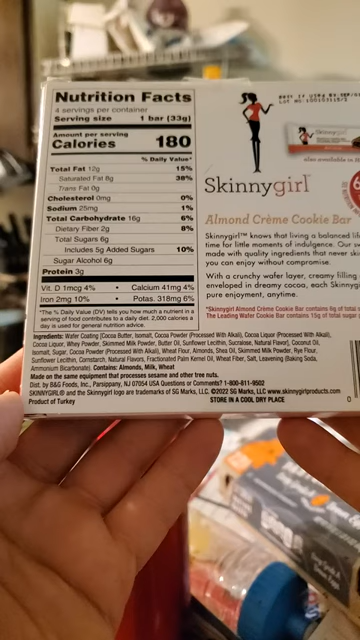 Nutrition Facts
4 servings per container
Serving size 1 bar (33g)
Amount per serving
Calories 180
% Daily Value*
Total Fat 12g 15%
Saturated Fat 8g 38%
Trans Fat 0g
Cholesterol 0mg 0%
Sodium 25mg 1%
Total Carbohydrate 16g 6%
Dietary Fiber 2g 8%
Total Sugars 6g
Includes 5g Added Sugars 10%
Sugar Alcohol 6g
Protein 3g
Vit. D 1mcg 4% • Calcium 41mg 4%
Iron 2mg 10% • Potas. 318mg 6%
*The % Daily Value (DV) tells you how much a nutrient in a
serving of food contributes to a daily diet. 2,000 calories a
day is used for general nutrition advice.
Skinnygirl
also available in
Skinnygirl
Almond Crème Cookie Bar
Skinnygirl™ knows that living a balanced
time for little moments of indulgence. Our
made with quality ingredients that never
you can enjoy without compromise.
With a crunchy wafer layer, creamy filling
enveloped in dreamy cocoa, each Skinnygirl
pure enjoyment, anytime.
*Skinnygirl Almond Crème Cookie Bar contains 6g of total
The Leading Wafer Cookie Bar contains 15g of total sugar
Ingredients: Wafer Coating [Cocoa Butter, Isomalt, Cocoa Powder (Processed With Alkali), Cocoa Liquor (Processed With Alkali),
Cocoa Liquor, Whey Powder, Skimmed Milk Powder, Butter Oil, Sunflower Lecithin, Sucralose, Natural Flavor], Coconut Oil,
Isomalt, Sugar, Cocoa Powder (Processed With Alkali), Wheat Flour, Almonds, Shea Oil, Skimmed Milk Powder, Rye Flour,
Sunflower Lecithin, Cornstarch, Natural Flavors, Fractionated Palm Kernel Oil, Wheat Fiber, Salt, Leavening (Baking Soda,
Ammonium Bicarbonate). Contains: Almonds, Milk, Wheat
Made on the same equipment that processes sesame and other tree nuts.
Dist. by B&G Foods, Inc., Parsippany, NJ 07054 USA Questions or Comments? 1-800-811-9502
SKINNYGIRL® and the Skinnygirl logo are trademarks of SG Marks, LLC. ©2022 SG Marks, LLC www.skinnygirlproducts.com
Product of Turkey STORE IN A COOL DRY PLACE
0